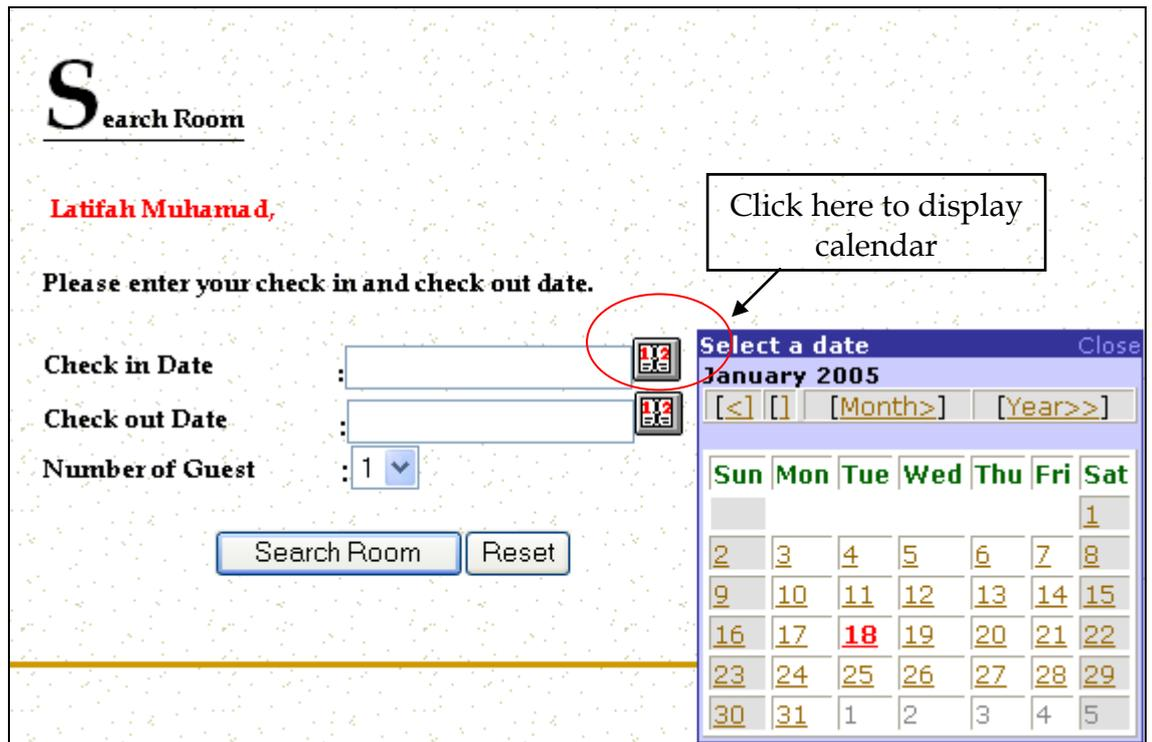 Search Room
Latifah Muhamad,
Click here to display
calendar
Please enter your check in and check out date.
Check in Date :
Check out Date :
Number of Guest : 1
Search Room Reset
Select a date Close
January 2005
[<] [] [Month>] [Year>>]
Sun Mon Tue Wed Thu Fri Sat
1
2 3 4 5 6 7 8
9 10 11 12 13 14 15
16 17 18 19 20 21 22
23 24 25 26 27 28 29
30 31 1 2 3 4 5